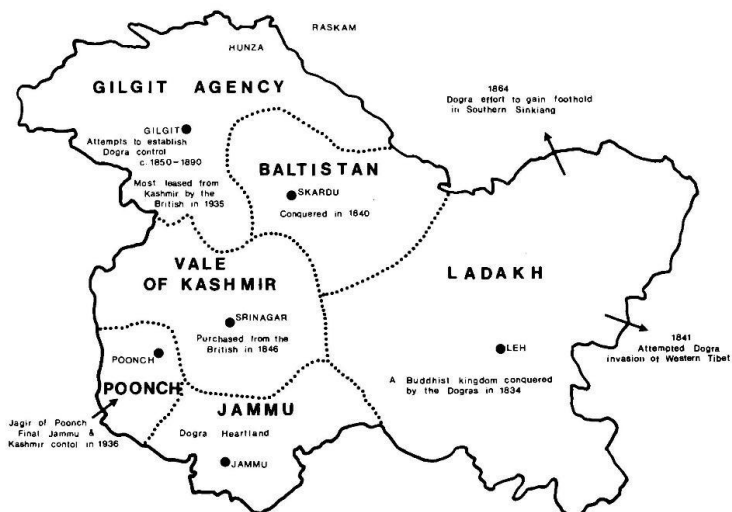 RASKAM
HUNZA
GILGIT AGENCY
GILGIT
Attempts to establish
Dogra control
c. 1850-1890
Most leased from
Kashmir by the
British in 1935
1864
Dogra effort to gain foothold
in Southern Sinkiang
BALTISTAN
SKARDU
Conquered in 1840
VALE
OF KASHMIR
SRINAGAR
Purchased from the
British in 1846
LADAKH
LEH
A Buddhist kingdom conquered
by the Dogras in 1834
1841
Attempted Dogra
invasion of Western Tibet
POONCH
POONCH
Jagir of Poonch
Final Jammu &
Kashmir contol in 1936
JAMMU
Dogra Heartland
JAMMU